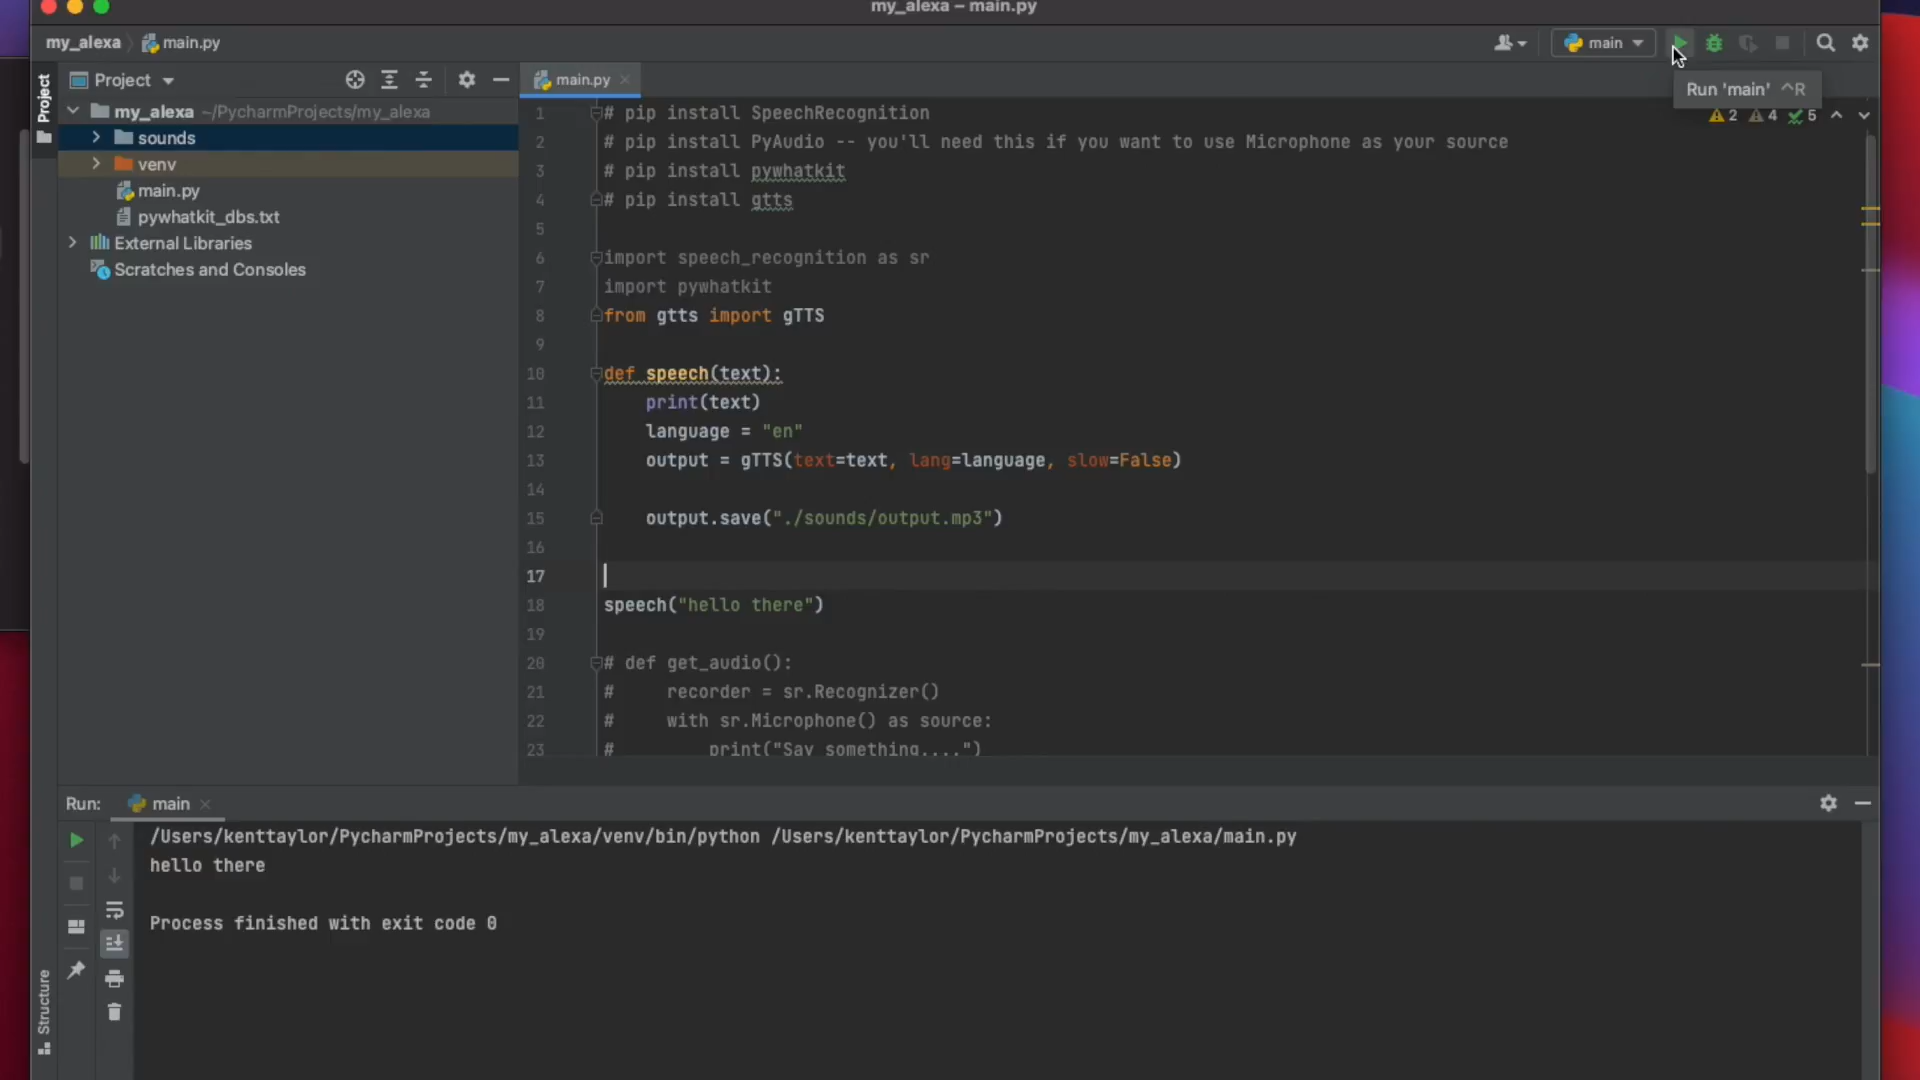 my_alexa – main.py
my_alexa main.py
main
Project
main.py
Run 'main' ^R
my_alexa ~/PycharmProjects/my_alexa
2 4 5
sounds
venv
main.py
pywhatkit_dbs.txt
External Libraries
Scratches and Consoles
Project
Structure
1 # pip install SpeechRecognition
2 # pip install PyAudio -- you'll need this if you want to use Microphone as your source
3 # pip install pywhatkit
4 # pip install gtts
5
6 import speech_recognition as sr
7 import pywhatkit
8 from gtts import gTTS
9
10 def speech(text):
11 print(text)
12 language = "en"
13 output = gTTS(text=text, lang=language, slow=False)
14
15 output.save("./sounds/output.mp3")
16
17
18 speech("hello there")
19
20 # def get_audio():
21 # recorder = sr.Recognizer()
22 # with sr.Microphone() as source:
23 # print("Say something....")
Run: main
/Users/kenttaylor/PycharmProjects/my_alexa/venv/bin/python /Users/kenttaylor/PycharmProjects/my_alexa/main.py
hello there
Process finished with exit code 0